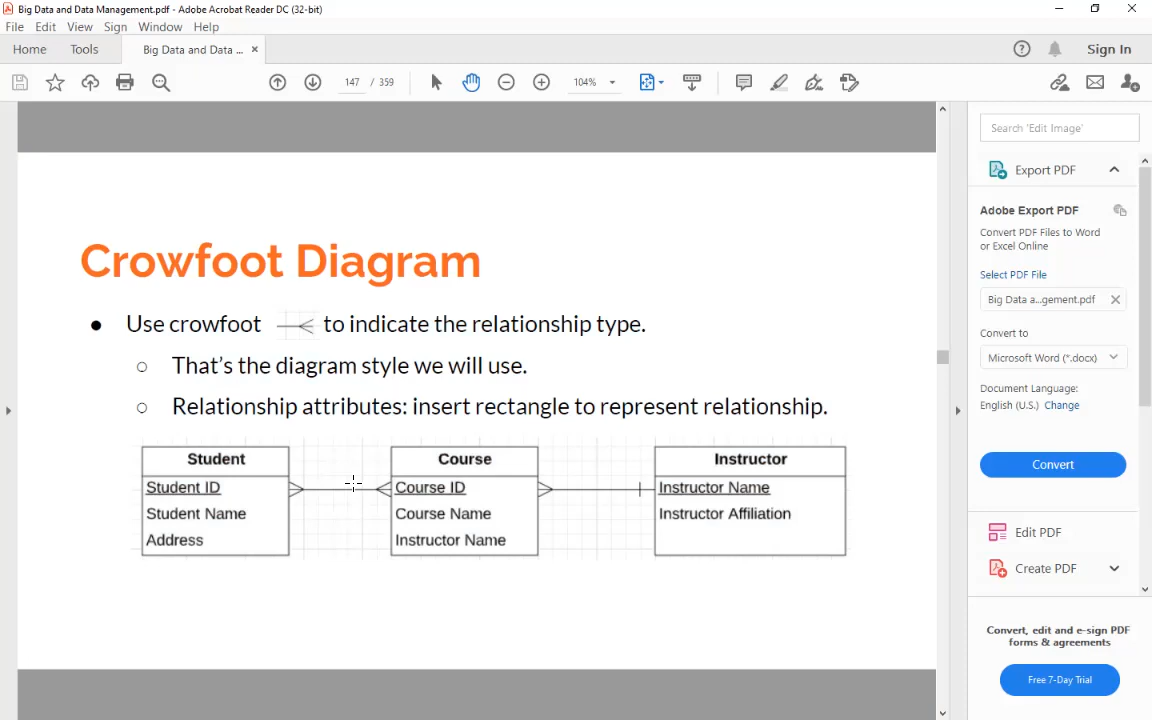 Big Data and Data Management.pdf - Adobe Acrobat Reader DC (32-bit)
File Edit View Sign Window Help
Home Tools Big Data and Data ... × Sign In
147 / 359 104%
Search 'Edit Image'
Export PDF
Adobe Export PDF
Convert PDF Files to Word
or Excel Online
Select PDF File
Big Data a...gement.pdf
Convert to
Microsoft Word (*.docx)
Document Language:
English (U.S.) Change
Convert
Edit PDF
Create PDF
Convert, edit and e-sign PDF
forms & agreements
Free 7-Day Trial
Crowfoot Diagram
● Use crowfoot to indicate the relationship type.
○ That's the diagram style we will use.
○ Relationship attributes: insert rectangle to represent relationship.
Student
Student ID
Student Name
Address
Course
Course ID
Course Name
Instructor Name
Instructor
Instructor Name
Instructor Affiliation